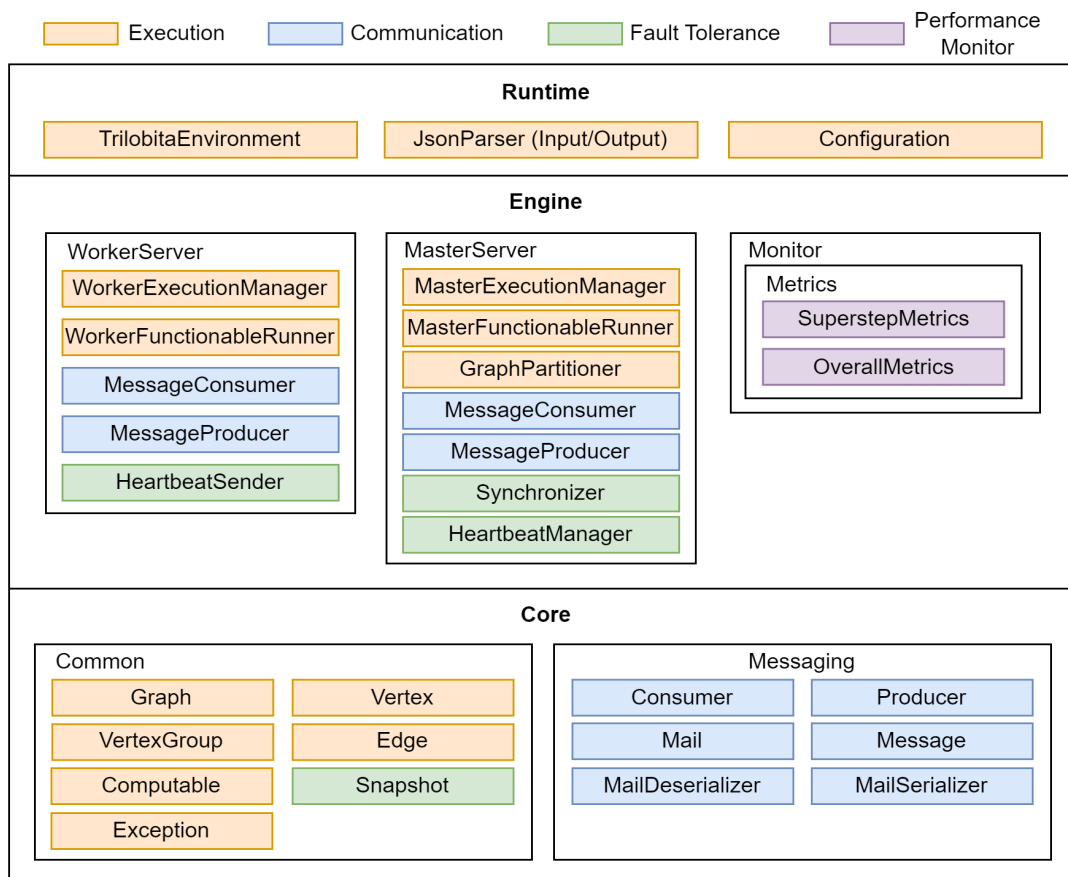 Execution
Communication
Fault Tolerance
Performance
Monitor
Runtime
TrilobitaEnvironment
JsonParser (Input/Output)
Configuration
Engine
WorkerServer
WorkerExecutionManager
WorkerFunctionableRunner
MessageConsumer
MessageProducer
HeartbeatSender
MasterServer
MasterExecutionManager
MasterFunctionableRunner
GraphPartitioner
MessageConsumer
MessageProducer
Synchronizer
HeartbeatManager
Monitor
Metrics
SuperstepMetrics
OverallMetrics
Core
Common
Graph
Vertex
VertexGroup
Edge
Computable
Snapshot
Exception
Messaging
Consumer
Producer
Mail
Message
MailDeserializer
MailSerializer